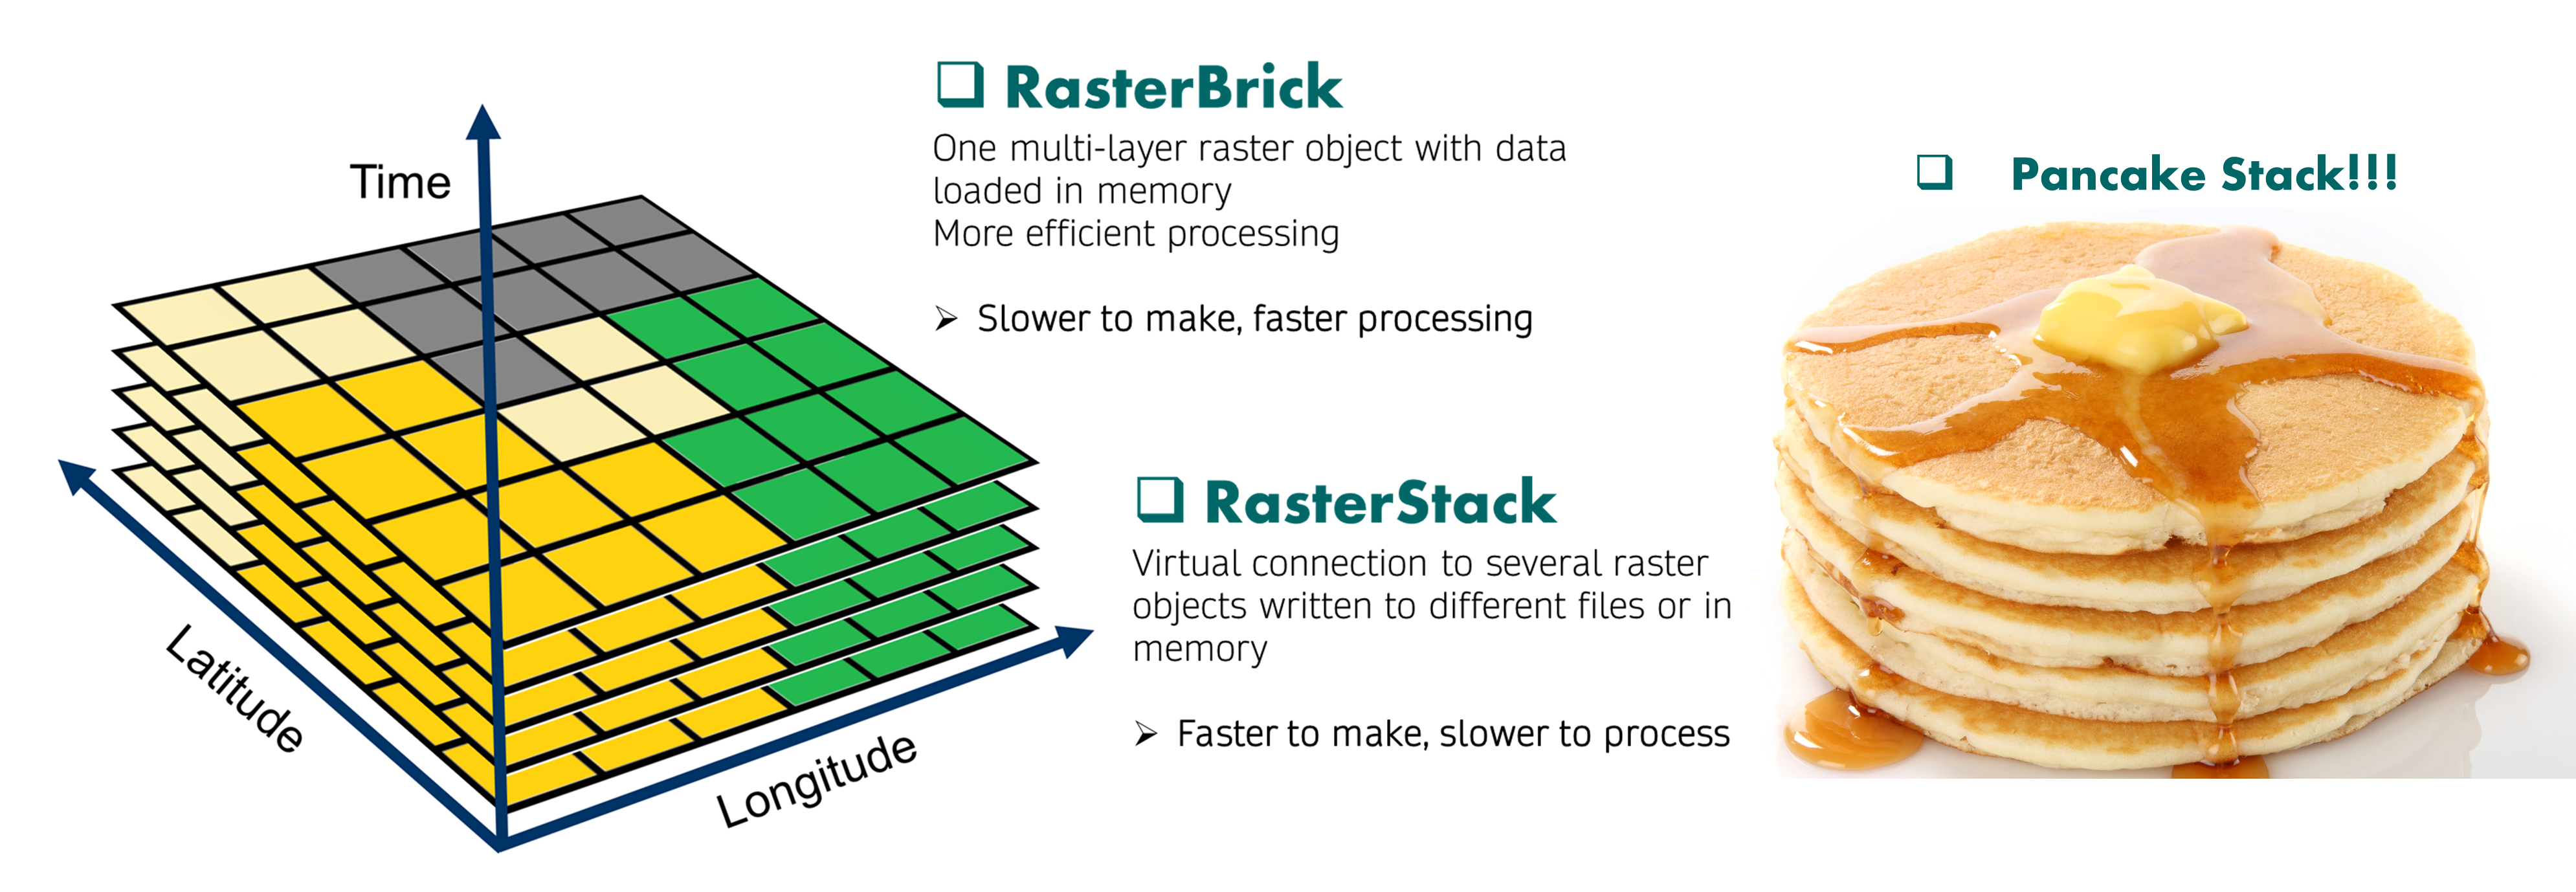 Time
Latitude
Longitude
❑ RasterBrick
One multi-layer raster object with data
loaded in memory
More efficient processing
➢ Slower to make, faster processing
❑ RasterStack
Virtual connection to several raster
objects written to different files or in
memory
➢ Faster to make, slower to process
❑ Pancake Stack!!!